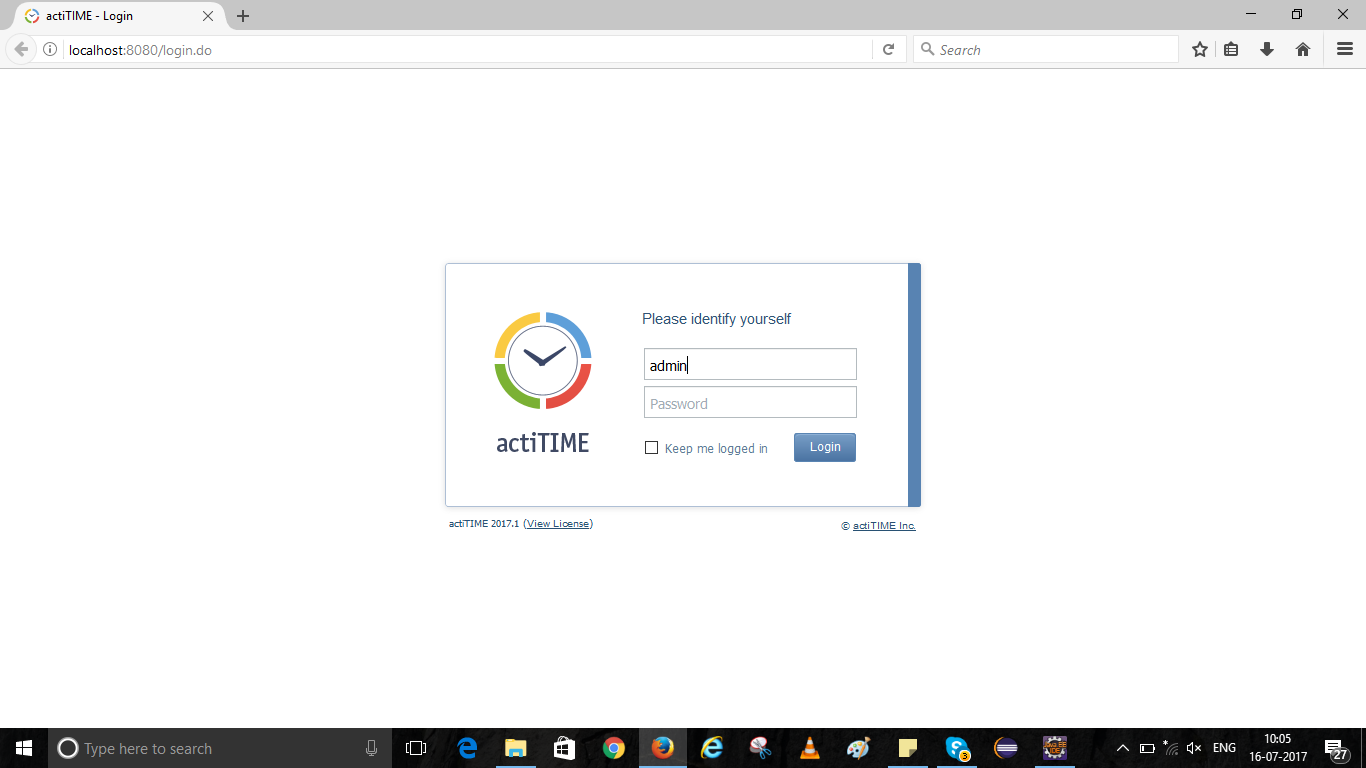 actiTIME - Login
localhost:8080/login.do
Search
Please identify yourself
admin
Password
Keep me logged in
Login
actiTIME
actiTIME 2017.1 (View License)
© actiTIME Inc.
Type here to search
3
ENG
10:05
16-07-2017
27